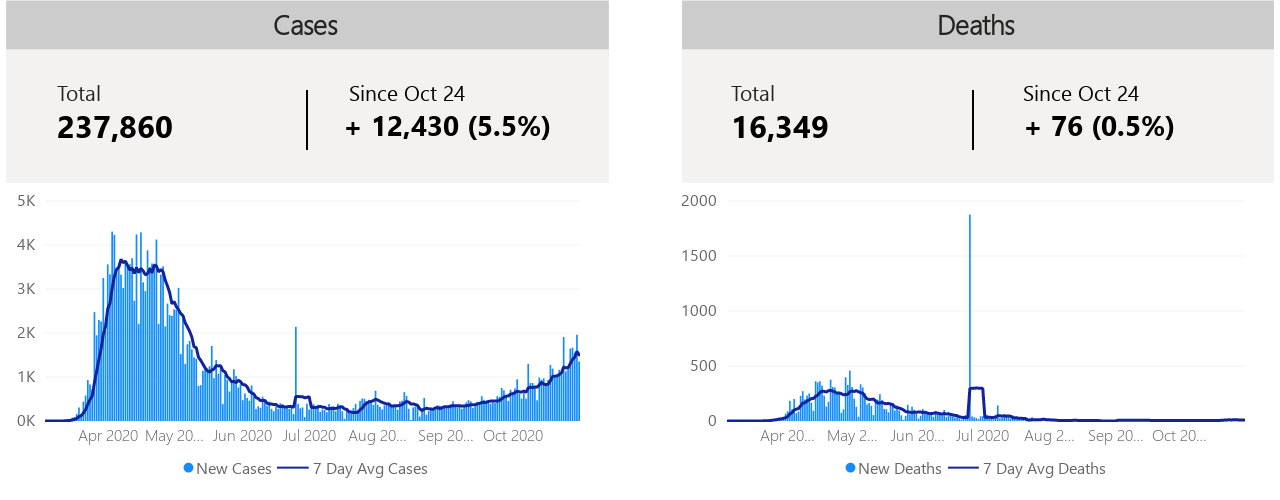 Cases
Total
237,860
Since Oct 24
+ 12,430 (5.5%)
5K
4K
3K
2K
1K
0K
Apr 2020 May 20... Jun 2020 Jul 2020 Aug 20... Sep 20... Oct 2020
New Cases 7 Day Avg Cases
Deaths
Total
16,349
Since Oct 24
+ 76 (0.5%)
2000
1500
1000
500
0
Apr 20... May 2... Jun 20... Jul 2020 Aug 2... Sep 20... Oct 20...
New Deaths 7 Day Avg Deaths